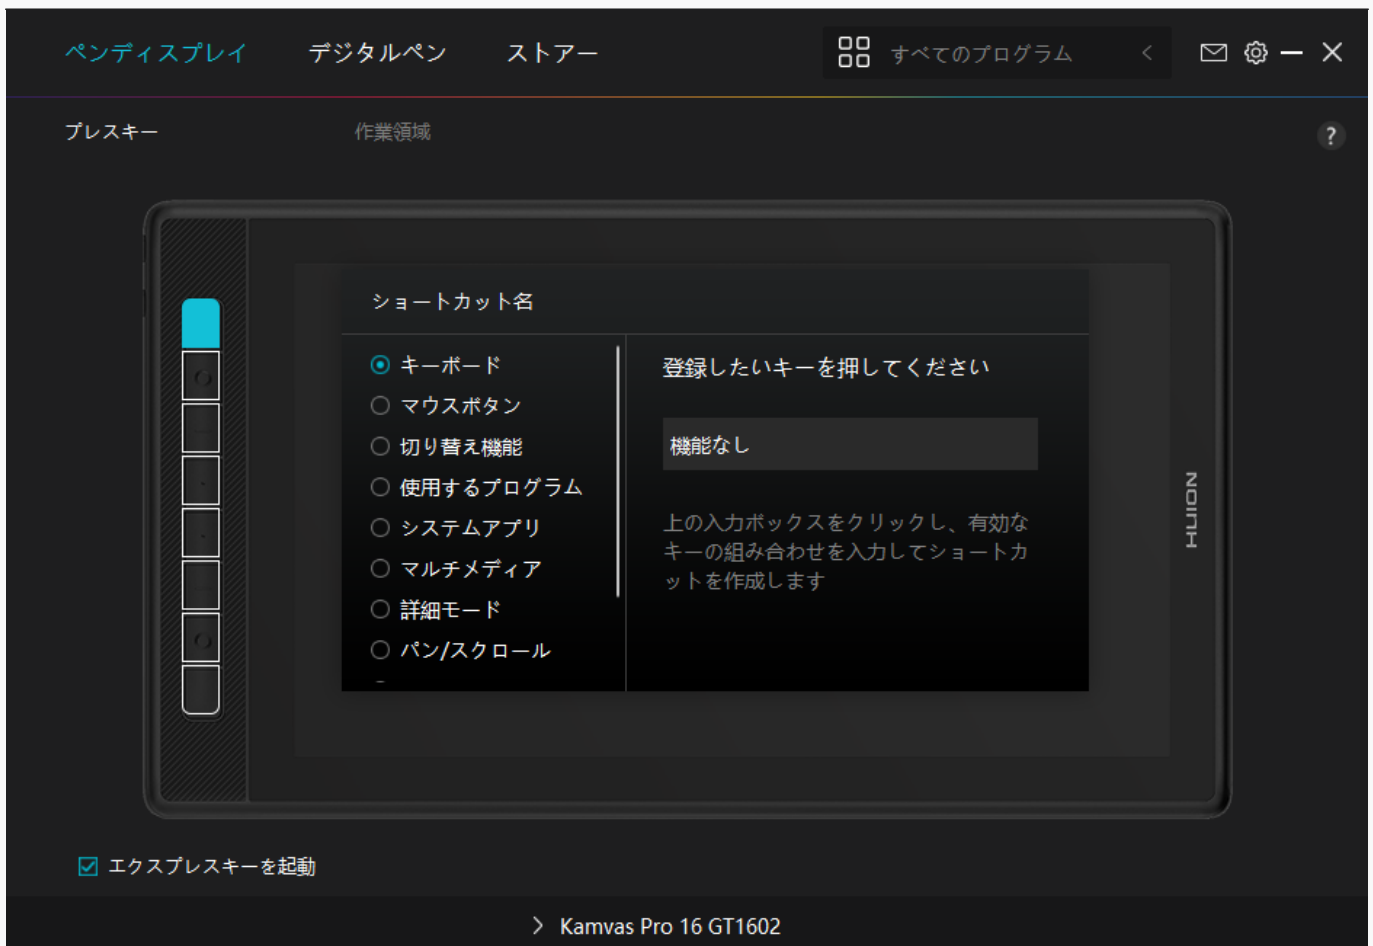 ペンディスプレイ デジタルペン ストアー すべてのプログラム
プレスキー 作業領域 ?
ショートカット名
キーボード
マウスボタン
切り替え機能
使用するプログラム
システムアプリ
マルチメディア
詳細モード
パン/スクロール
登録したいキーを押してください
機能なし
上の入力ボックスをクリックし、有効な
キーの組み合わせを入力してショートカ
ットを作成します
HUION
エクスプレスキーを起動
Kamvas Pro 16 GT1602